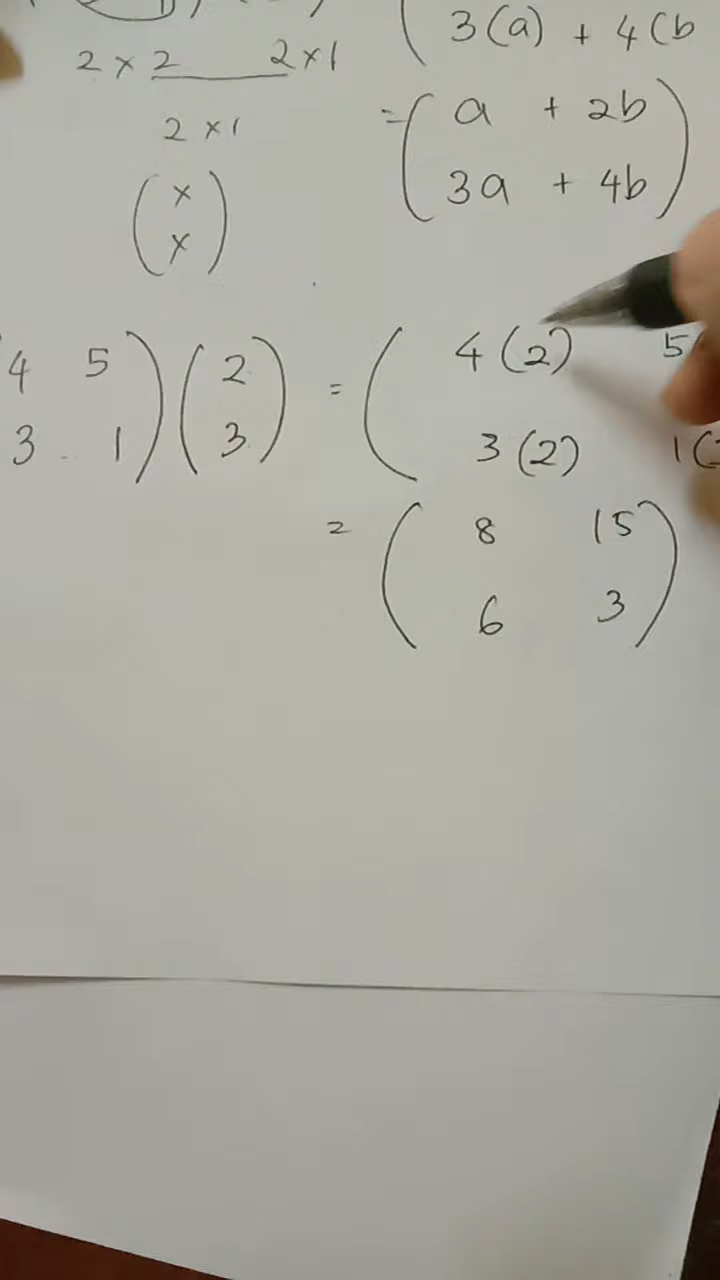 3(a) + 4(b
2 × 2 2 × 1
= ( a + 2b )
2 × 1
3a + 4b
( x )
x
4 5 ) ( 2 ) = ( 4(2) 5
3 1 3 3(2) 1(
= ( 8 15 )
6 3